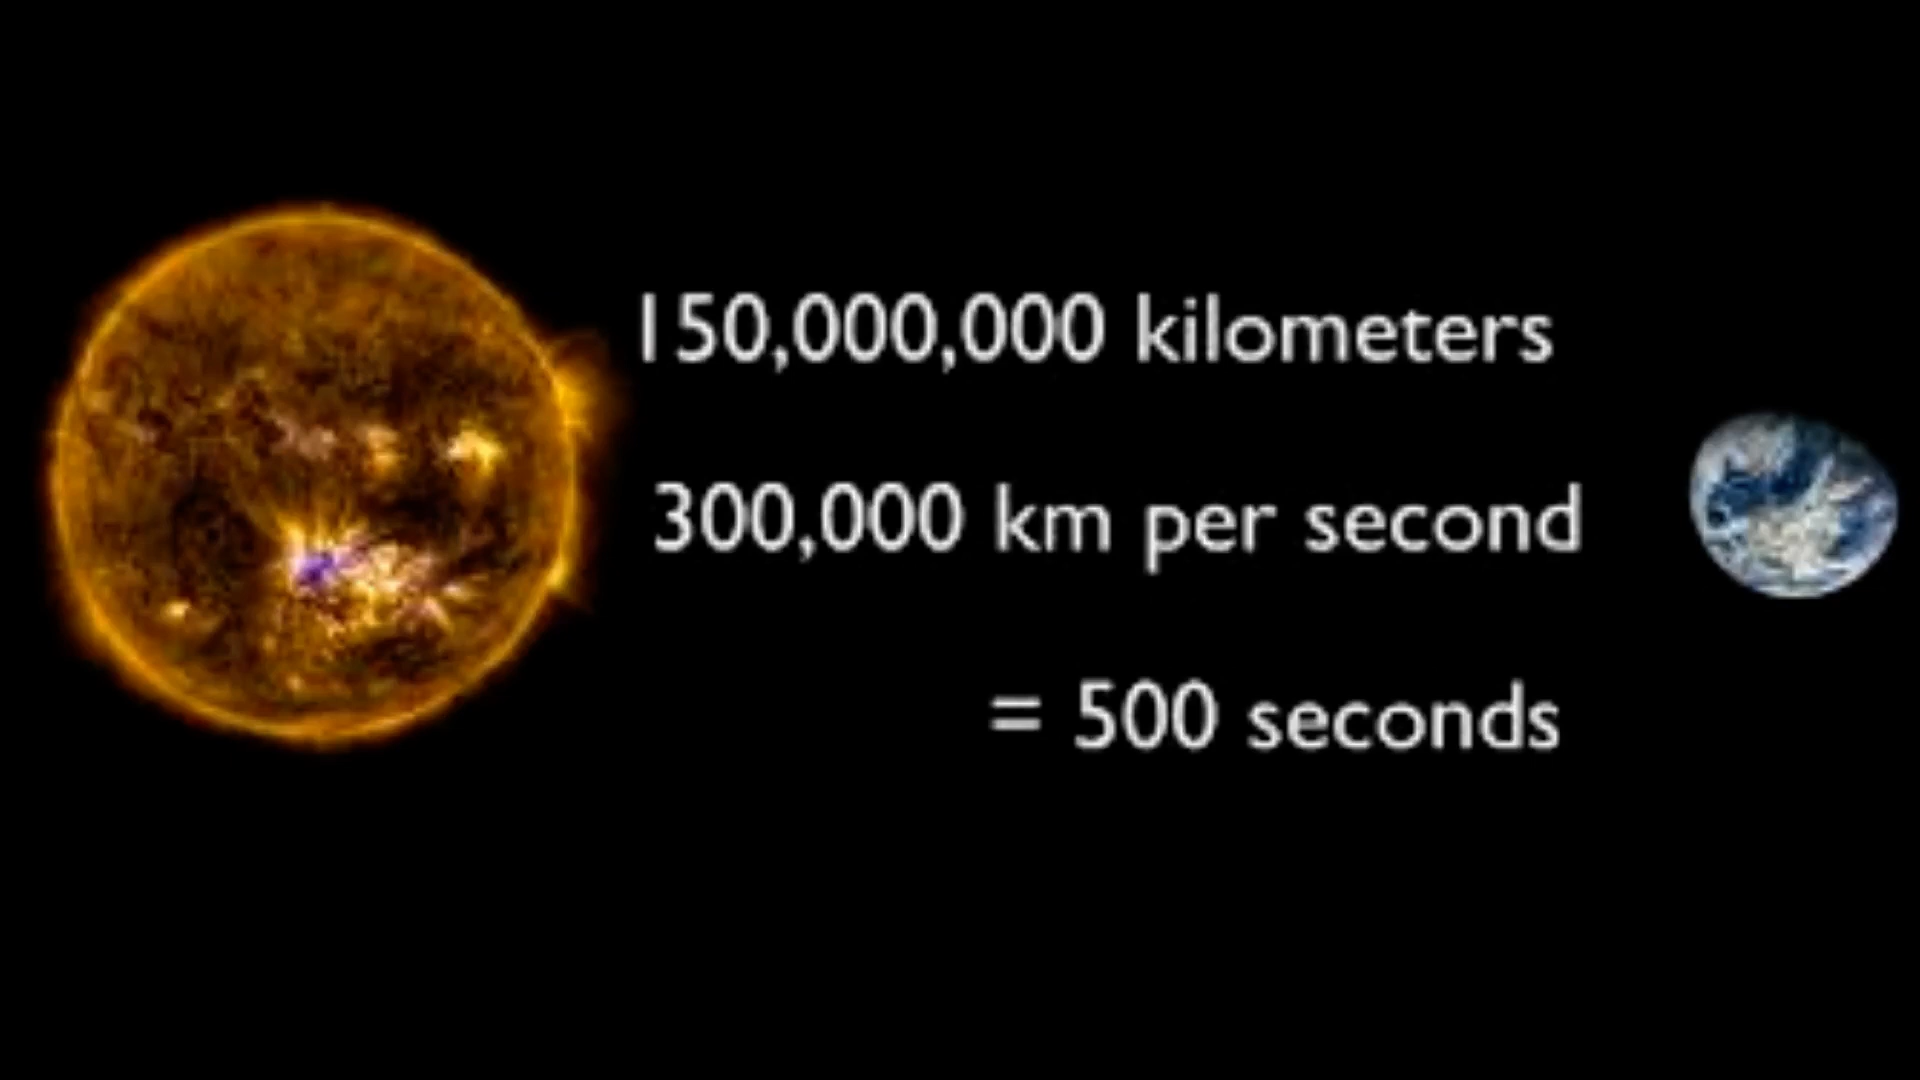 150,000,000 kilometers
300,000 km per second
= 500 seconds